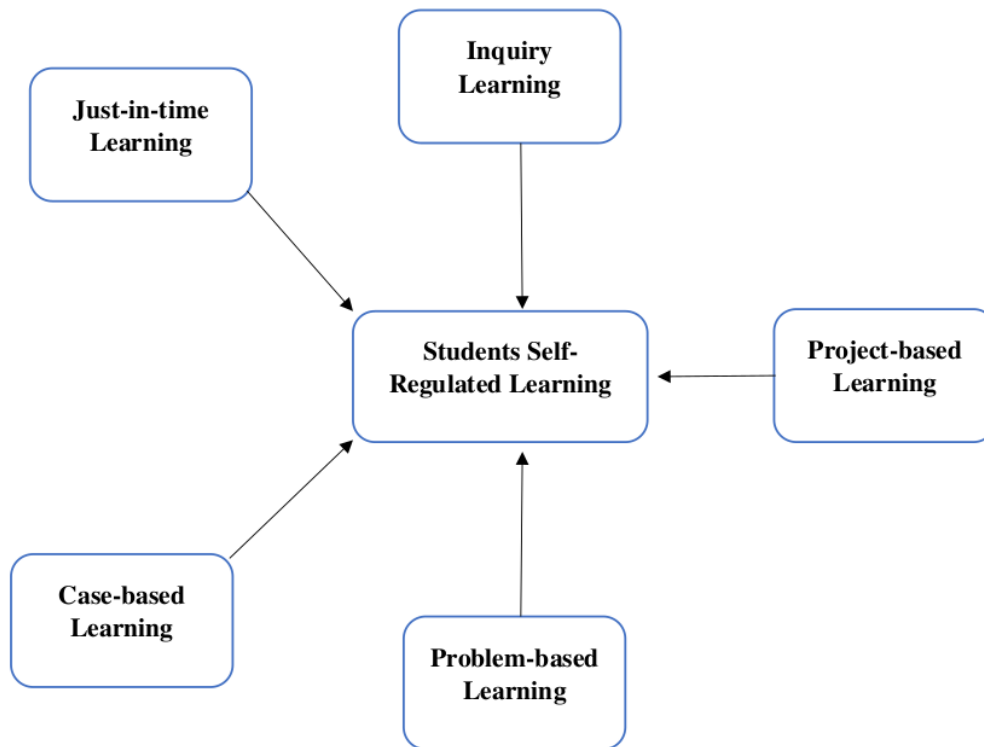 Inquiry
Learning
Just-in-time
Learning
Students Self-
Regulated Learning
Project-based
Learning
Case-based
Learning
Problem-based
Learning